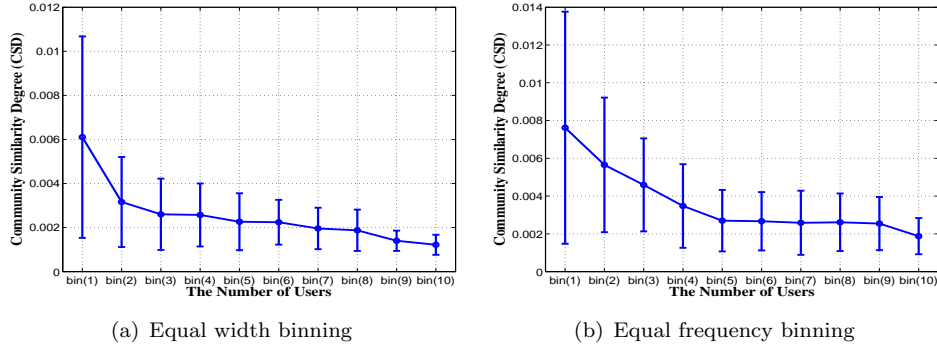 0.012
0.01
0.008
0.006
0.004
0.002
0
Community Similarity Degree (CSD)
bin(1) bin(2) bin(3) bin(4) bin(5) bin(6) bin(7) bin(8) bin(9) bin(10)
The Number of Users
(a) Equal width binning
0.014
0.012
0.01
0.008
0.006
0.004
0.002
0
Community Similarity Degree (CSD)
bin(1) bin(2) bin(3) bin(4) bin(5) bin(6) bin(7) bin(8) bin(9) bin(10)
The Number of Users
(b) Equal frequency binning